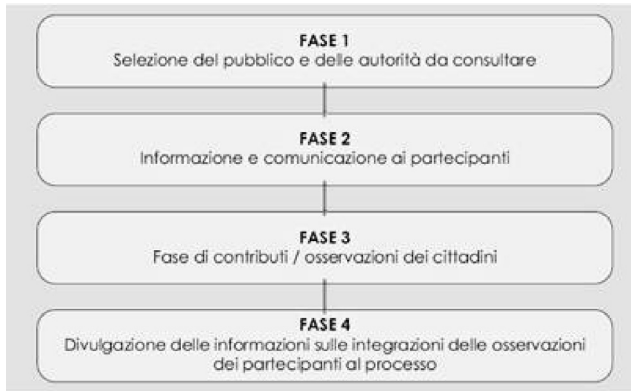 FASE 1
Selezione del pubblico e delle autorità da consultare
FASE 2
Informazione e comunicazione ai partecipanti
FASE 3
Fase di contributi / osservazioni dei cittadini
FASE 4
Divulgazione delle informazioni sulle integrazioni delle osservazioni
dei partecipanti al processo